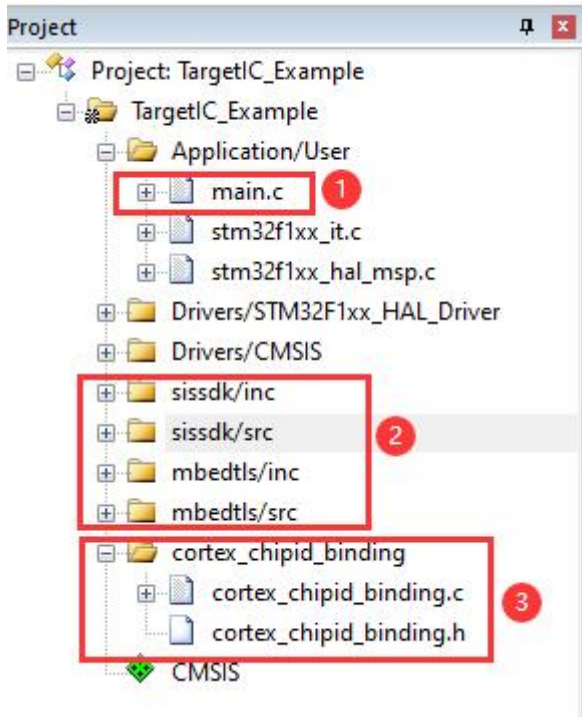 Project
Project: TargetIC_Example
TargetIC_Example
Application/User
main.c
1
stm32f1xx_it.c
stm32f1xx_hal_msp.c
Drivers/STM32F1xx_HAL_Driver
Drivers/CMSIS
sissdk/inc
sissdk/src
2
mbedtls/inc
mbedtls/src
cortex_chipid_binding
cortex_chipid_binding.c
3
cortex_chipid_binding.h
CMSIS